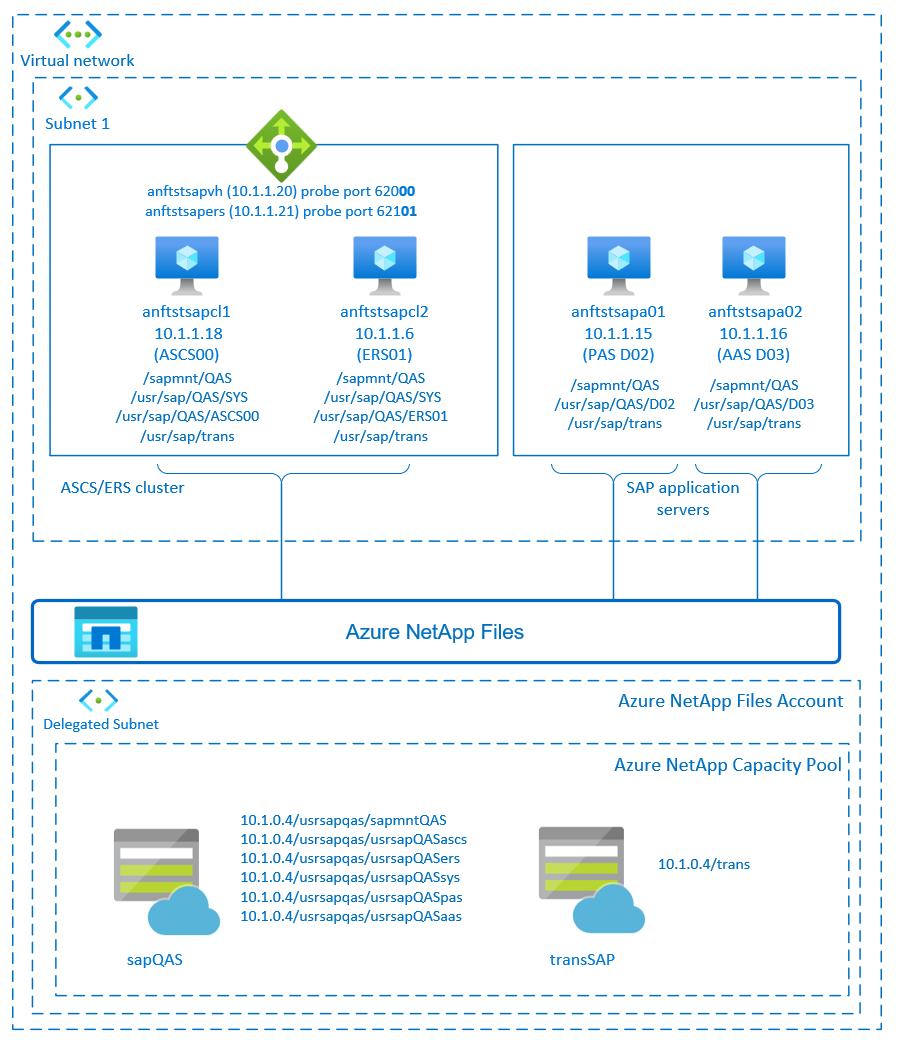 Virtual network
Subnet 1
anftstsapvh (10.1.1.20) probe port 62000
anftstsapers (10.1.1.21) probe port 62101
anftstsapcl1
10.1.1.18
(ASCS00)
/sapmnt/QAS
/usr/sap/QAS/SYS
/usr/sap/QAS/ASCS00
/usr/sap/trans
anftstsapcl2
10.1.1.6
(ERS01)
/sapmnt/QAS
/usr/sap/QAS/SYS
/usr/sap/QAS/ERS01
/usr/sap/trans
anftstsapa01
10.1.1.15
(PAS D02)
/sapmnt/QAS
/usr/sap/QAS/D02
/usr/sap/trans
anftstsapa02
10.1.1.16
(AAS D03)
/sapmnt/QAS
/usr/sap/QAS/D03
/usr/sap/trans
ASCS/ERS cluster
SAP application
servers
Azure NetApp Files
Delegated Subnet
Azure NetApp Files Account
Azure NetApp Capacity Pool
10.1.0.4/usrsapqas/sapmntQAS
10.1.0.4/usrsapqas/usrsapQASascs
10.1.0.4/usrsapqas/usrsapQASers
10.1.0.4/usrsapqas/usrsapQASsys
10.1.0.4/usrsapqas/usrsapQASpas
10.1.0.4/usrsapqas/usrsapQASaas
sapQAS
10.1.0.4/trans
transSAP